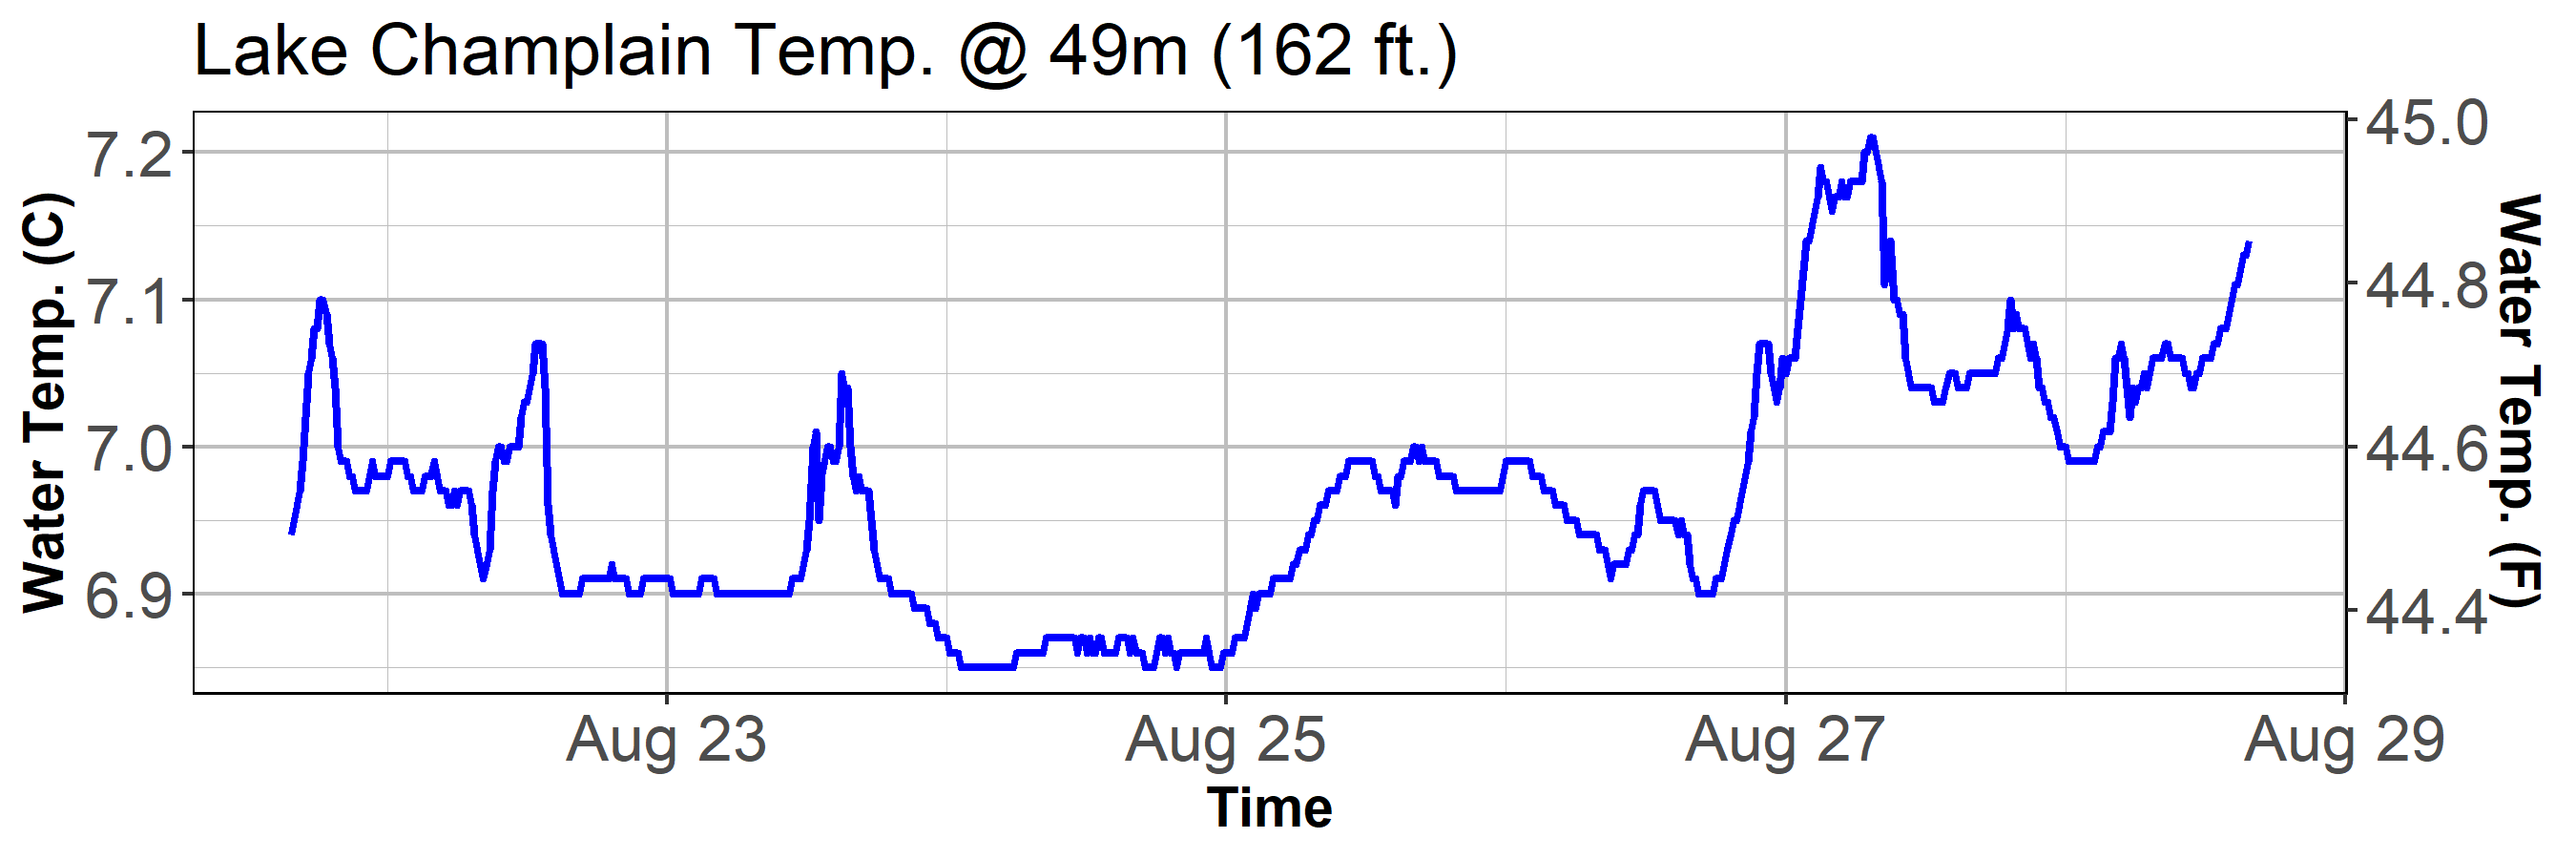 Lake Champlain Temp. @ 49m (162 ft.)
Water Temp. (C)
7.2
7.1
7.0
6.9
45.0
44.8
44.6
44.4
Water Temp. (F)
Aug 23 Aug 25 Aug 27 Aug 29
Time